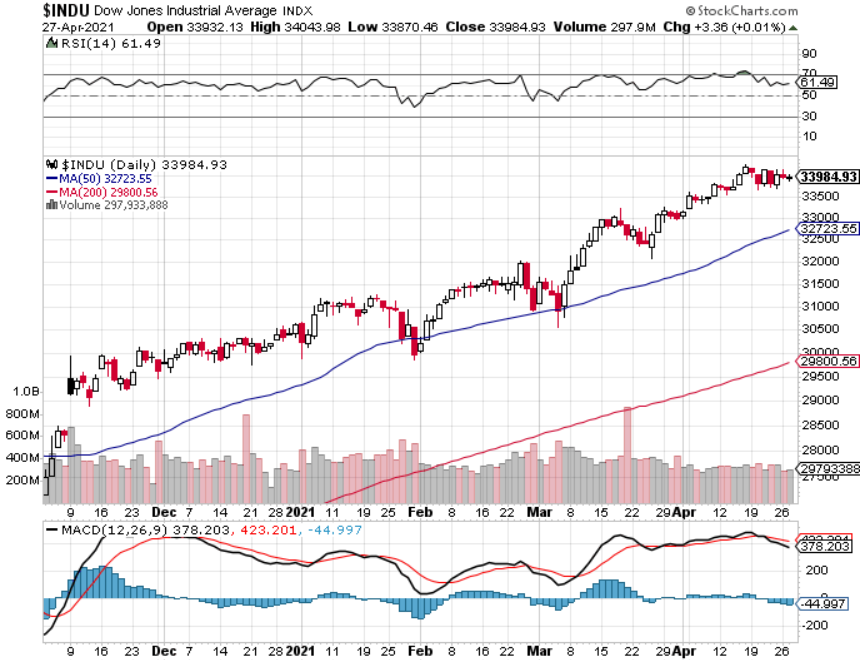 $INDU Dow Jones Industrial Average INDX © StockCharts.com
27-Apr-2021 Open 33932.13 High 34043.98 Low 33870.46 Close 33984.93 Volume 297.9M Chg +3.36 (+0.01%)
RSI(14) 61.49
90
70
61.49
50
30
10
$INDU (Daily) 33984.93
MA(50) 32723.55
MA(200) 29800.56
Volume 297,933,888
33984.93
33500
33000
32723.55
32500
32000
31500
31000
30500
30000
29800.56
29500
1.0B
29000
800M
28500
600M
28000
400M
297933888
27500
200M
9 16 23 Dec 7 14 21 28 2021 11 19 25 Feb 8 16 22 Mar 8 15 22 29 Apr 12 19 26
MACD(12,26,9) 378.203, 423.201, -44.997
378.203
200
0
-44.997
-200
9 16 23 Dec 7 14 21 28 2021 11 19 25 Feb 8 16 22 Mar 8 15 22 29 Apr 12 19 26